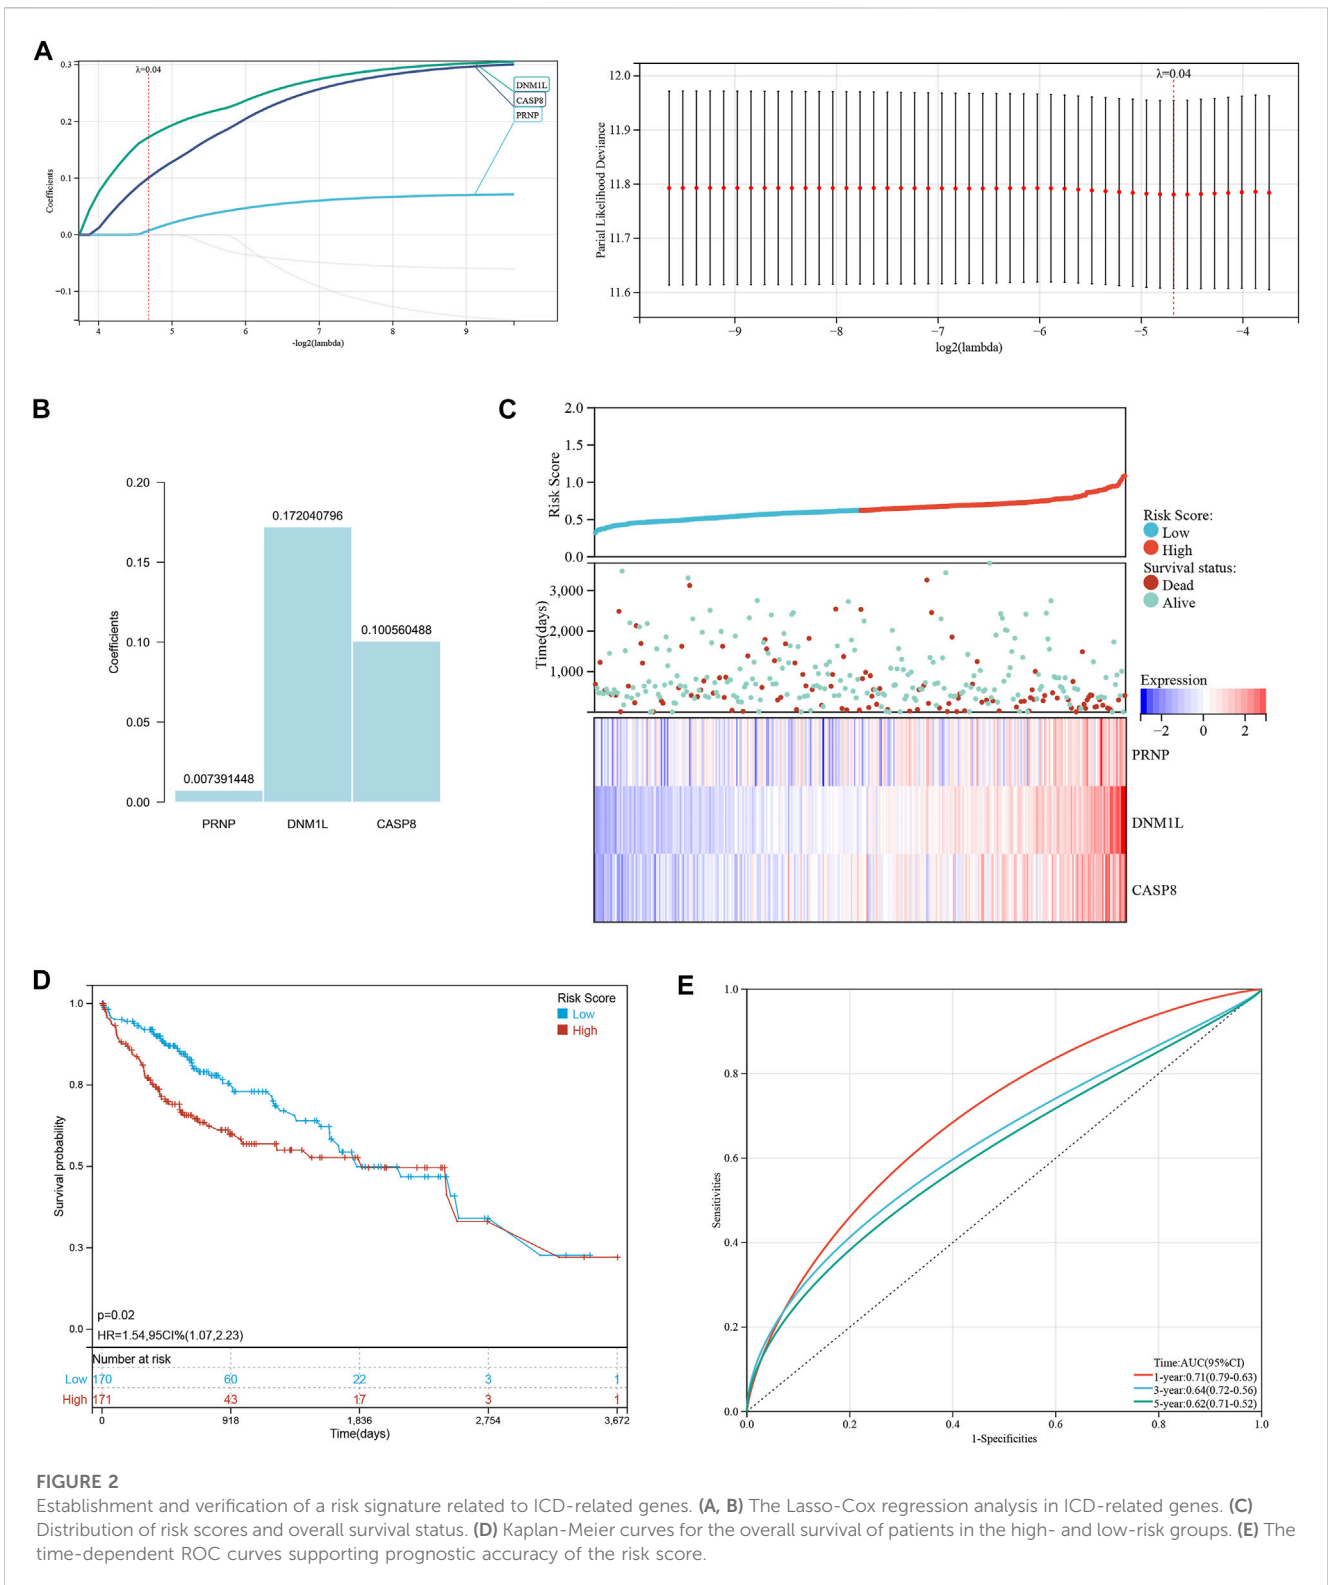 A
0.3
0.2
0.1
0.0
−0.1
Coefficients
λ=0.04
DNM1L
CASP8
PRNP
4 5 6 7 8 9
-log2(lambda)
12.0
11.9
11.8
11.7
11.6
Parial Likelihood Deviance
λ=0.04
−9 −8 −7 −6 −5 −4
log2(lambda)
B
0.20
0.15
0.10
0.05
0.00
Coefficients
0.007391448
0.172040796
0.100560488
PRNP DNM1L CASP8
C
2.0
1.5
1.0
0.5
0.0
Risk Score
3,000
2,000
1,000
Time(days)
Risk Score:
Low
High
Survival status:
Dead
Alive
Expression
−2 0 2
PRNP
DNM1L
CASP8
D
1.0
0.8
0.5
0.3
0.0
Survival probability
Risk Score
Low
High
p=0.02
HR=1.54,95CI%(1.07,2.23)
Number at risk
Low 170 60 22 3 1
High 171 43 17 3 1
0 918 1,836 2,754 3,672
Time(days)
E
1.0
0.8
0.6
0.4
0.2
0.0
Sensitivities
Time:AUC(95%CI)
1-year:0.71(0.79-0.63)
3-year:0.64(0.72-0.56)
5-year:0.62(0.71-0.52)
0.0 0.2 0.4 0.6 0.8 1.0
1-Specificities
FIGURE 2
Establishment and verification of a risk signature related to ICD-related genes. (A, B) The Lasso-Cox regression analysis in ICD-related genes. (C)
Distribution of risk scores and overall survival status. (D) Kaplan-Meier curves for the overall survival of patients in the high- and low-risk groups. (E) The
time-dependent ROC curves supporting prognostic accuracy of the risk score.